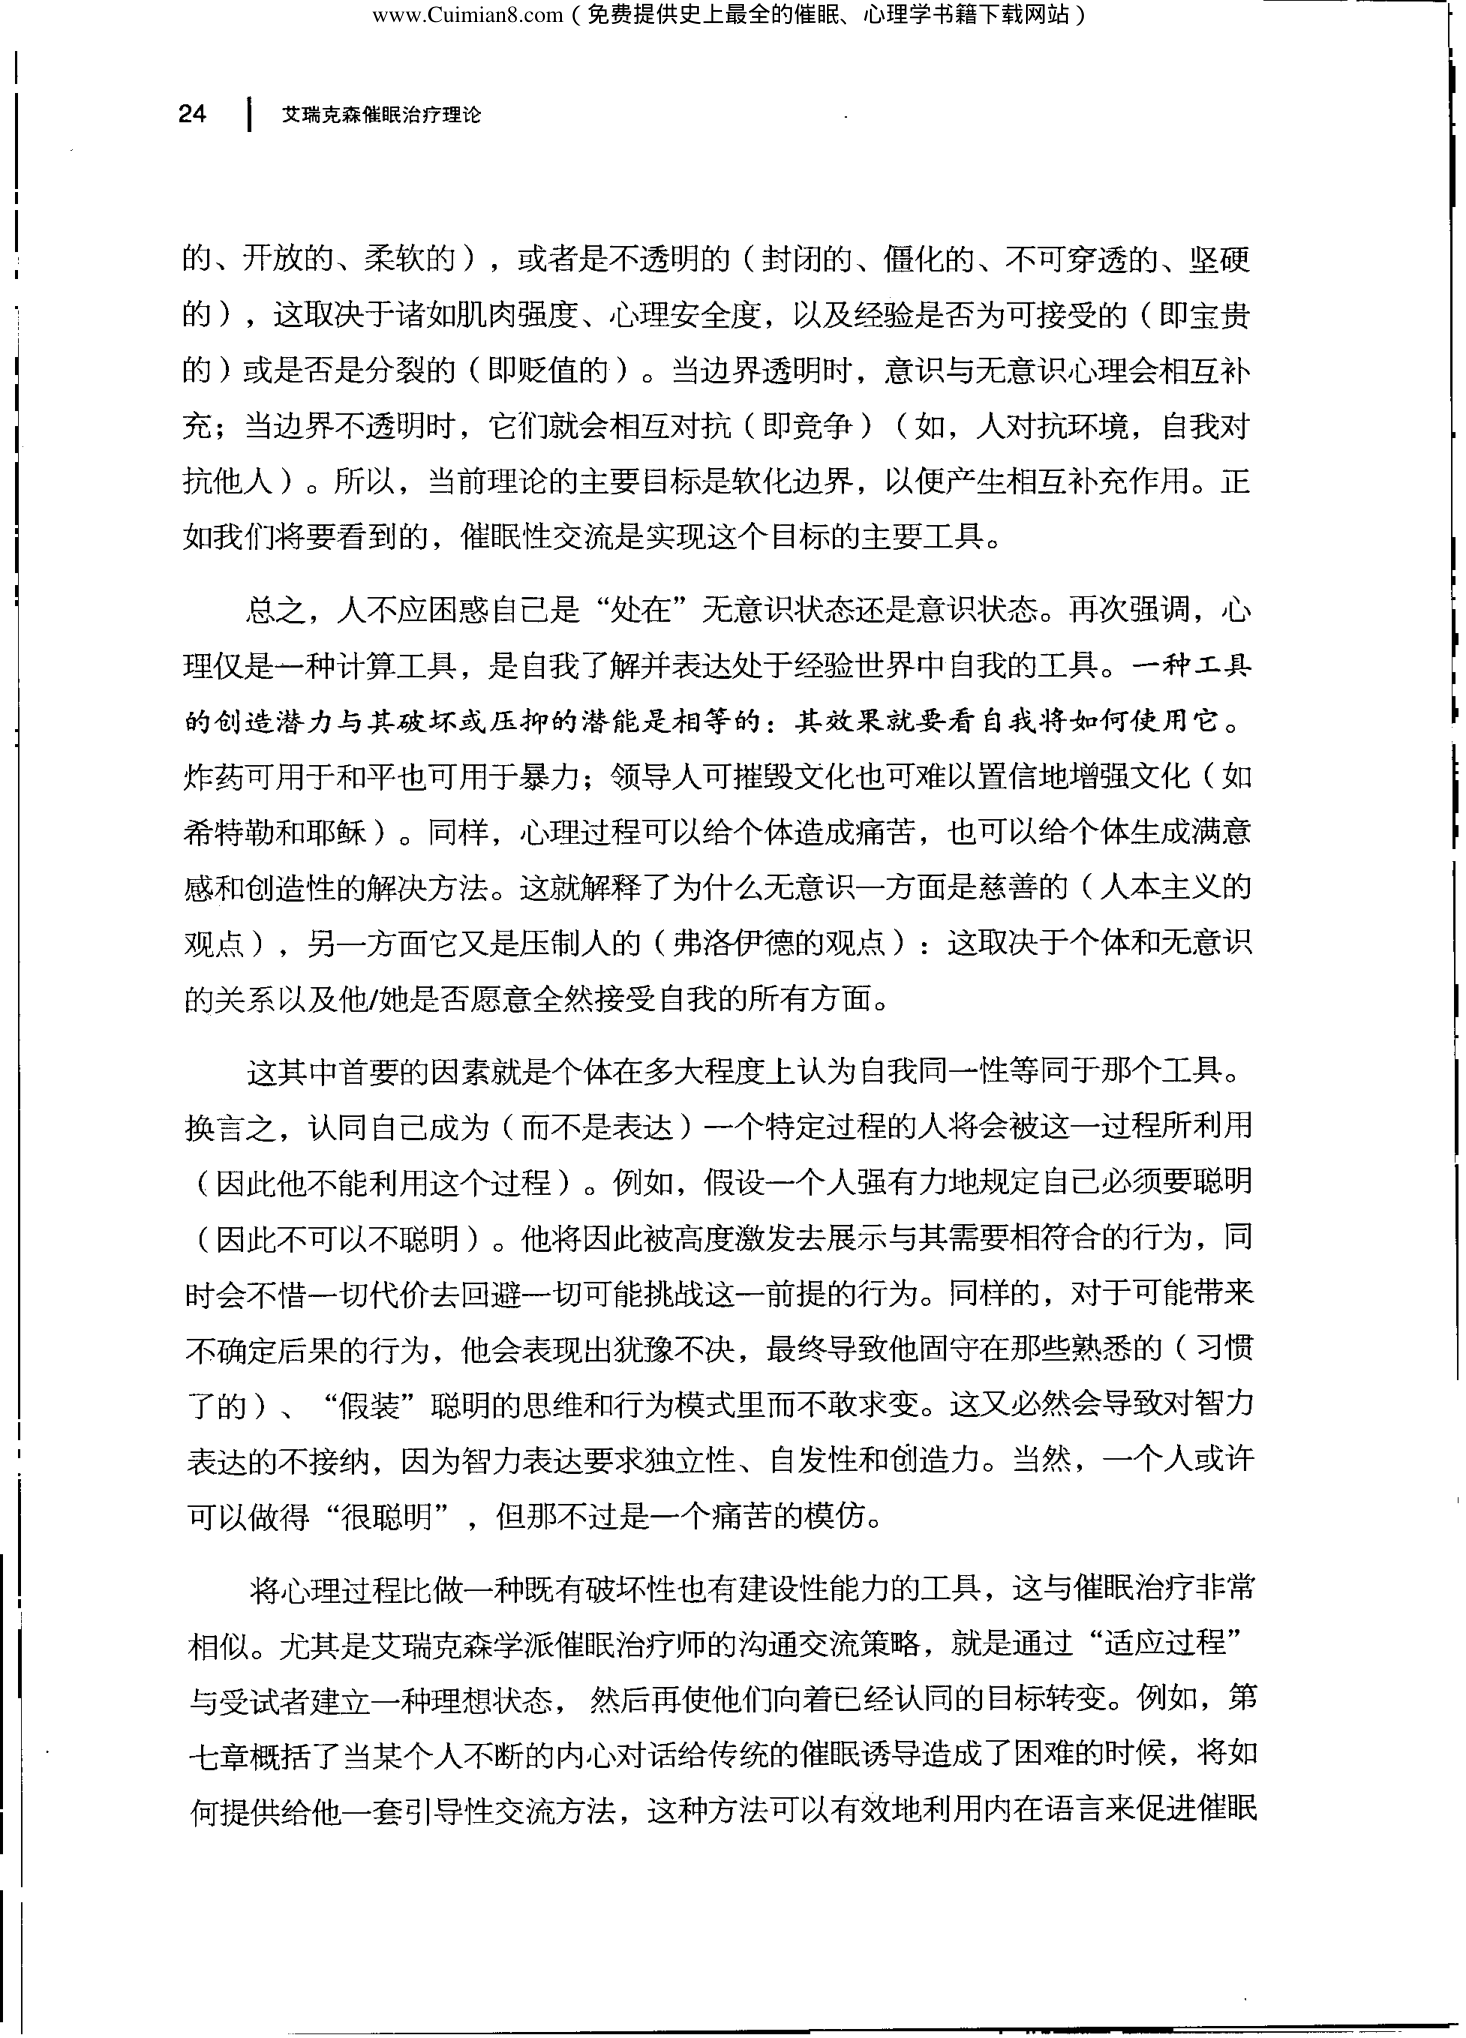 www.Cuimian8.com（免费提供史上最全的催眠、心理学书籍下载网站）
24 艾瑞克森催眠治疗理论
的、开放的、柔软的），或者是不透明的（封闭的、僵化的、不可穿透的、坚硬
的），这取决于诸如肌肉强度、心理安全度，以及经验是否为可接受的（即宝贵
的）或是否是分裂的（即贬值的）。当边界透明时，意识与无意识心理会相互补
充；当边界不透明时，它们就会相互对抗（即竞争）（如，人对抗环境，自我对
抗他人）。所以，当前理论的主要目标是软化边界，以便产生相互补充作用。正
如我们将要看到的，催眠性交流是实现这个目标的主要工具。
总之，人不应困惑自己是“处在”无意识状态还是意识状态。再次强调，心
理仅是一种计算工具，是自我了解并表达处于经验世界中自我的工具。一种工具
的创造潜力与其破坏或压抑的潜能是相等的：其效果就要看自我将如何使用它。
炸药可用于和平也可用于暴力；领导人可摧毁文化也可难以置信地增强文化（如
希特勒和耶稣）。同样，心理过程可以给个体造成痛苦，也可以给个体生成满意
感和创造性的解决方法。这就解释了为什么无意识一方面是慈善的（人本主义的
观点），另一方面它又是压制人的（弗洛伊德的观点）：这取决于个体和无意识
的关系以及他/她是否愿意全然接受自我的所有方面。
这其中首要的因素就是个体在多大程度上认为自我同一性等同于那个工具。
换言之，认同自己成为（而不是表达）一个特定过程的人将会被这一过程所利用
（因此他不能利用这个过程）。例如，假设一个人强有力地规定自己必须要聪明
（因此不可以不聪明）。他将因此被高度激发去展示与其需要相符合的行为，同
时会不惜一切代价去回避一切可能挑战这一前提的行为。同样的，对于可能带来
不确定后果的行为，他会表现出犹豫不决，最终导致他固守在那些熟悉的（习惯
了的）、“假装”聪明的思维和行为模式里而不敢求变。这又必然会导致对智力
表达的不接纳，因为智力表达要求独立性、自发性和创造力。当然，一个人或许
可以做得“很聪明”，但那不过是一个痛苦的模仿。
将心理过程比做一种既有破坏性也有建设性能力的工具，这与催眠治疗非常
相似。尤其是艾瑞克森学派催眠治疗师的沟通交流策略，就是通过“适应过程”
与受试者建立一种理想状态，然后再使他们向着已经认同的目标转变。例如，第
七章概括了当某个人不断的内心对话给传统的催眠诱导造成了困难的时候，将如
何提供给他一套引导性交流方法，这种方法可以有效地利用内在语言来促进催眠